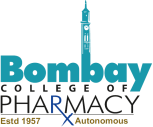 Bombay
COLLEGE OF
PHARMACY
Estd 1957 Autonomous